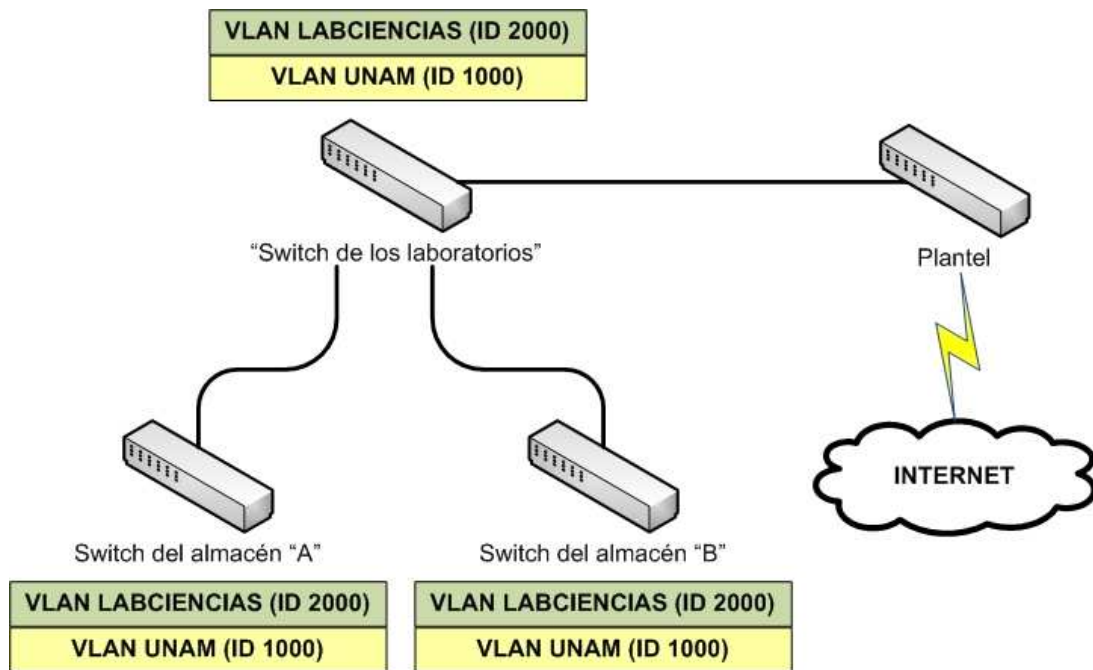 VLAN LABCIENCIAS (ID 2000)
VLAN UNAM (ID 1000)
“Switch de los laboratorios”
Plantel
INTERNET
Switch del almacén “A”
Switch del almacén “B”
VLAN LABCIENCIAS (ID 2000)
VLAN UNAM (ID 1000)
VLAN LABCIENCIAS (ID 2000)
VLAN UNAM (ID 1000)